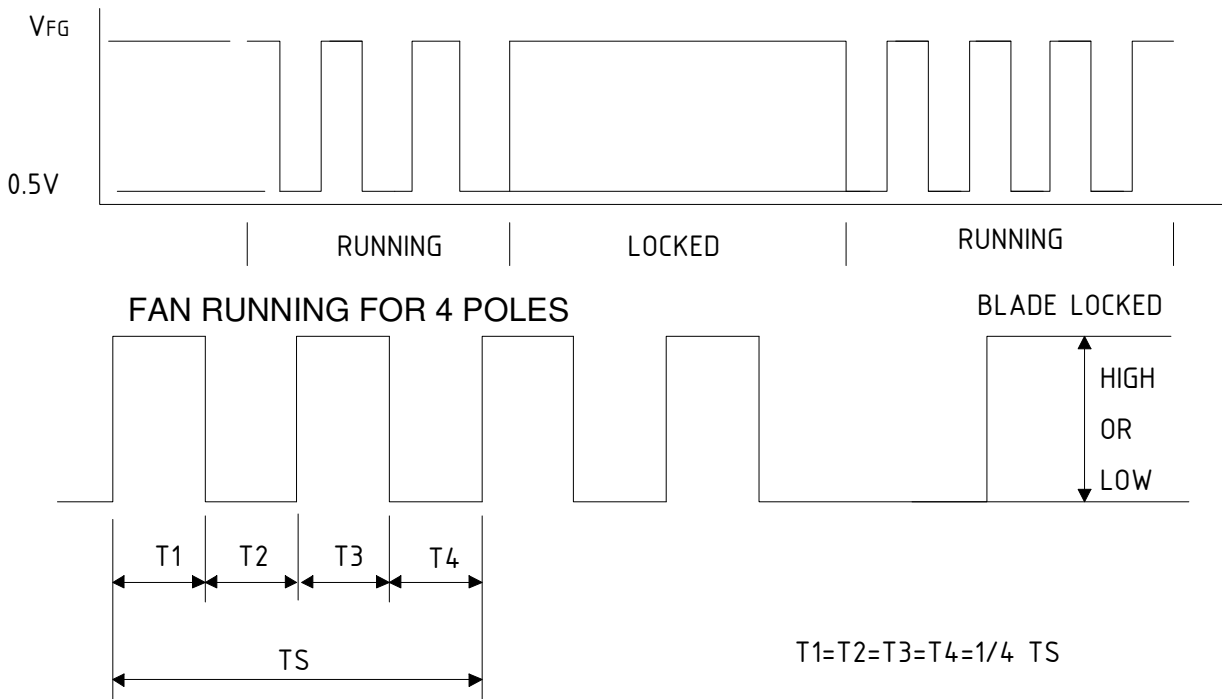 VFG
0.5V
RUNNING LOCKED RUNNING
FAN RUNNING FOR 4 POLES
BLADE LOCKED
HIGH
OR
LOW
T1 T2 T3 T4
TS
T1=T2=T3=T4=1/4 TS